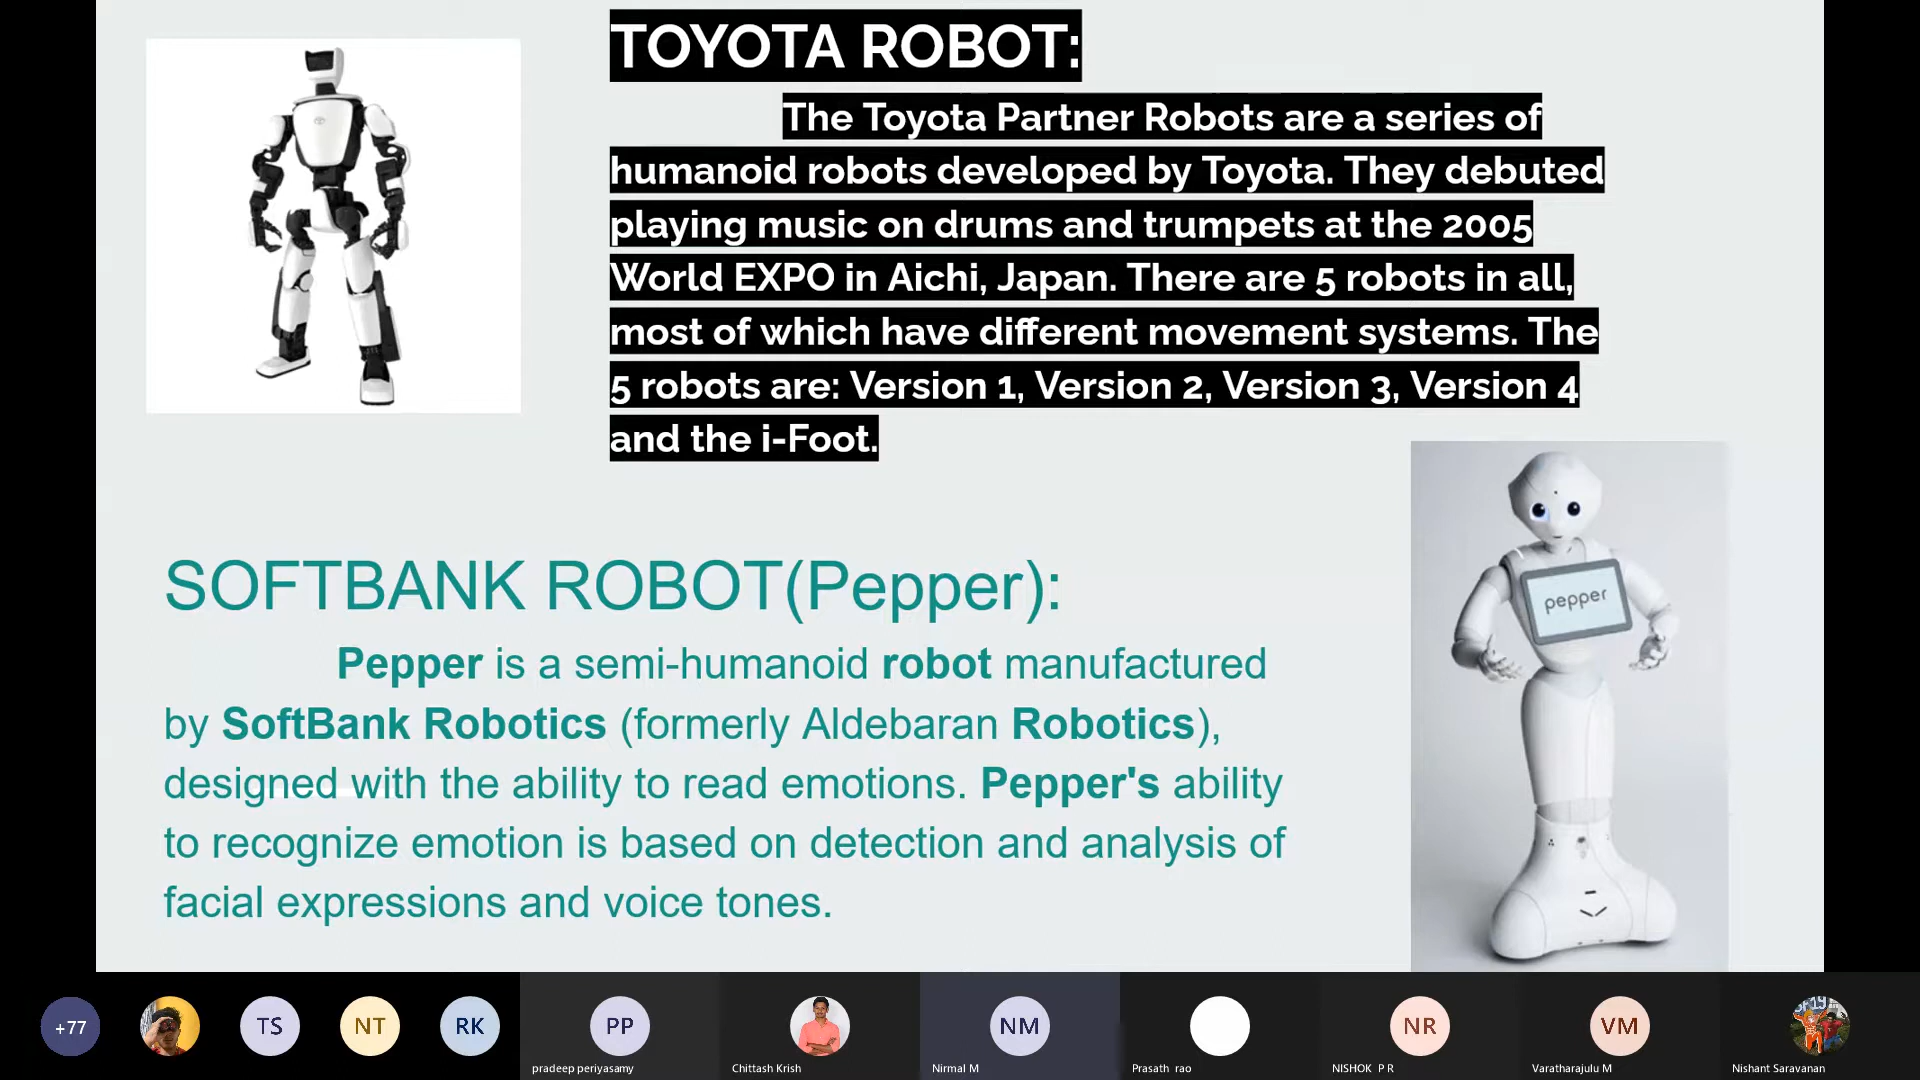 TOYOTA ROBOT:
The Toyota Partner Robots are a series of
humanoid robots developed by Toyota. They debuted
playing music on drums and trumpets at the 2005
World EXPO in Aichi, Japan. There are 5 robots in all,
most of which have different movement systems. The
5 robots are: Version 1, Version 2, Version 3, Version 4
and the i-Foot.
SOFTBANK ROBOT(Pepper):
Pepper is a semi-humanoid robot manufactured
by SoftBank Robotics (formerly Aldebaran Robotics),
designed with the ability to read emotions. Pepper's ability
to recognize emotion is based on detection and analysis of
facial expressions and voice tones.
pepper
+77
TS
NT
RK
PP
NM
NR
VM
pradeep periyasamy
Chittash Krish
Nirmal M
Prasath rao
NISHOK P R
Varatharajulu M
Nishant Saravanan